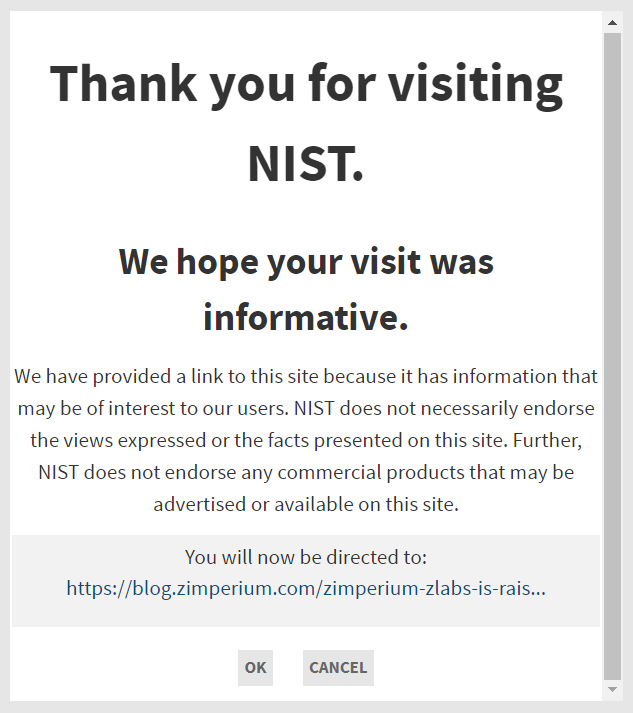 Thank you for visiting
NIST.
We hope your visit was
informative.
We have provided a link to this site because it has information that
may be of interest to our users. NIST does not necessarily endorse
the views expressed or the facts presented on this site. Further,
NIST does not endorse any commercial products that may be
advertised or available on this site.
You will now be directed to:
https://blog.zimperium.com/zimperium-zlabs-is-rais...
OK CANCEL